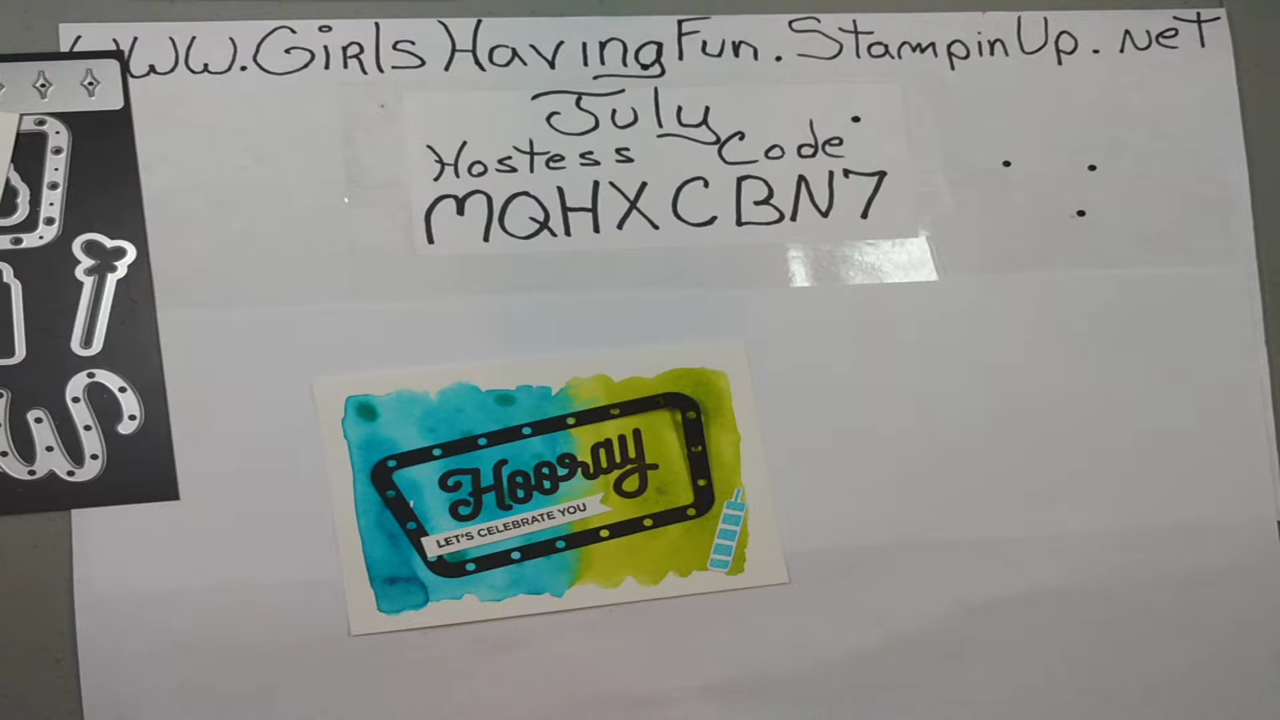 WWW.GirlsHavingFun.StampinUp.NeT
July
Hostess Code
MQHXCBN7
Hooray
LET'S CELEBRATE YOU